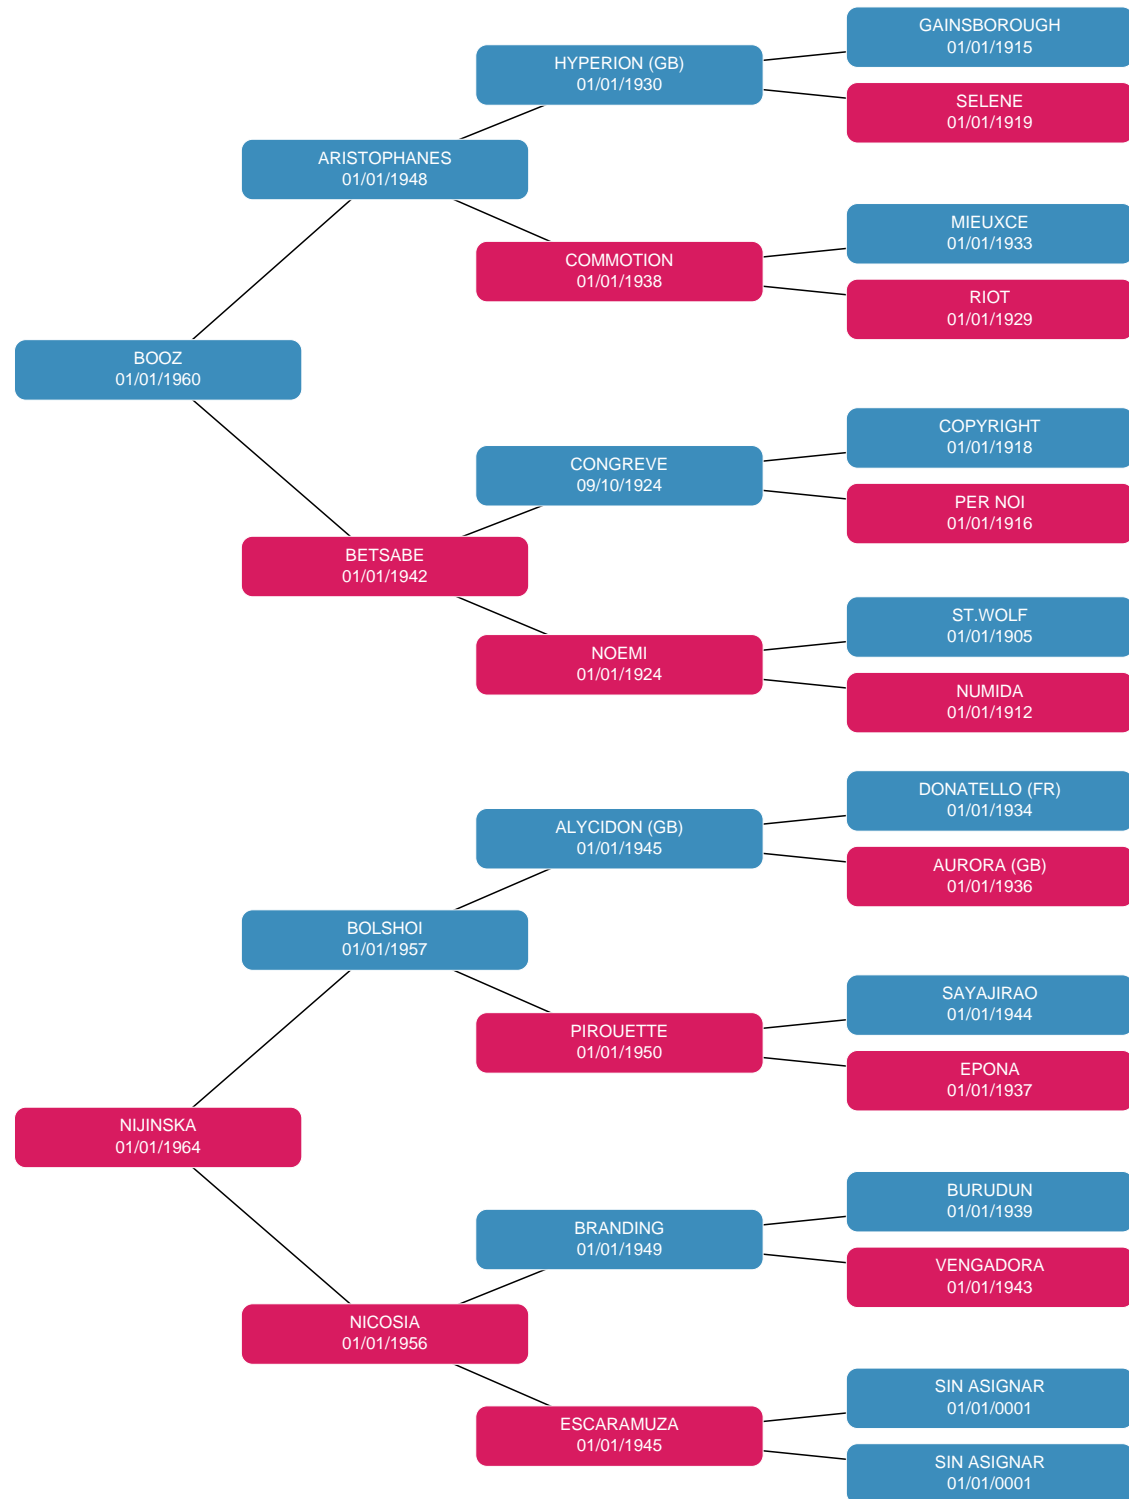 GAINSBOROUGH
01/01/1915
HYPERION (GB)
01/01/1930
SELENE
01/01/1919
ARISTOPHANES
01/01/1948
MIEUXCE
01/01/1933
COMMOTION
01/01/1938
RIOT
01/01/1929
BOOZ
01/01/1960
COPYRIGHT
01/01/1918
CONGREVE
09/10/1924
PER NOI
01/01/1916
BETSABE
01/01/1942
ST.WOLF
01/01/1905
NOEMI
01/01/1924
NUMIDA
01/01/1912
DONATELLO (FR)
01/01/1934
ALYCIDON (GB)
01/01/1945
AURORA (GB)
01/01/1936
BOLSHOI
01/01/1957
SAYAJIRAO
01/01/1944
PIROUETTE
01/01/1950
EPONA
01/01/1937
NIJINSKA
01/01/1964
BURUDUN
01/01/1939
BRANDING
01/01/1949
VENGADORA
01/01/1943
NICOSIA
01/01/1956
SIN ASIGNAR
01/01/0001
ESCARAMUZA
01/01/1945
SIN ASIGNAR
01/01/0001